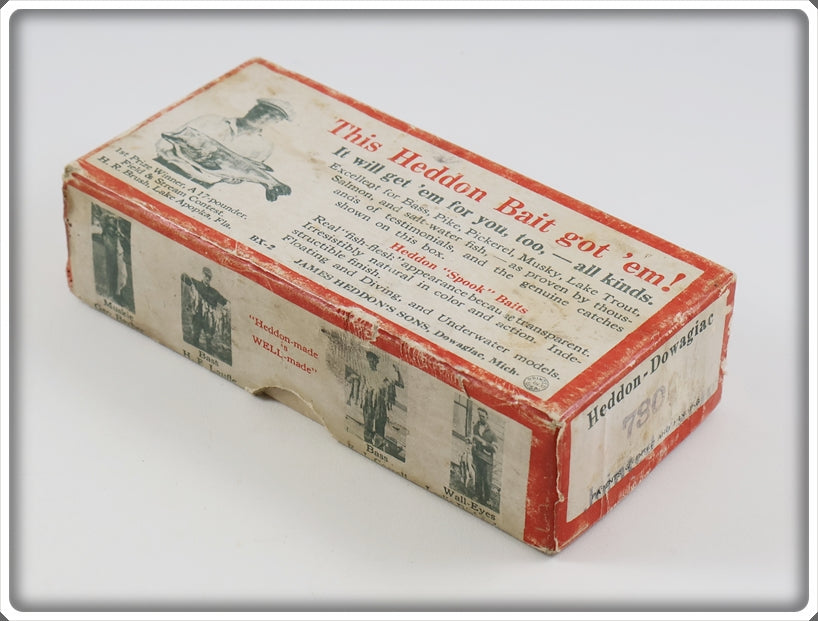 This Heddon Bait got 'em!
It will get 'em for you, too, — all kinds.
Excellent for Bass, Pike, Pickerel, Musky, Lake Trout,
Salmon, and salt-water fish, — as proven by thous-
ands of testimonials, and the genuine catches
shown on this box.
Heddon "Spook" Baits
Real "fish-flesh" appearance because transparent.
Irresistibly natural in color and action. Inde-
structible finish.
Floating and Diving, and Underwater models.
JAMES HEDDON'S SONS, Dowagiac, Mich.
BX-2
1st Prize Winner, A 17-pounder,
Field & Stream Contest.
H. R. Brush, Lake Apopka, Fla.
Muskie
Geo.
Bass
H. F.
"Heddon-made
is
WELL-made"
Bass
Wall-Eyes
Heddon-Dowagiac